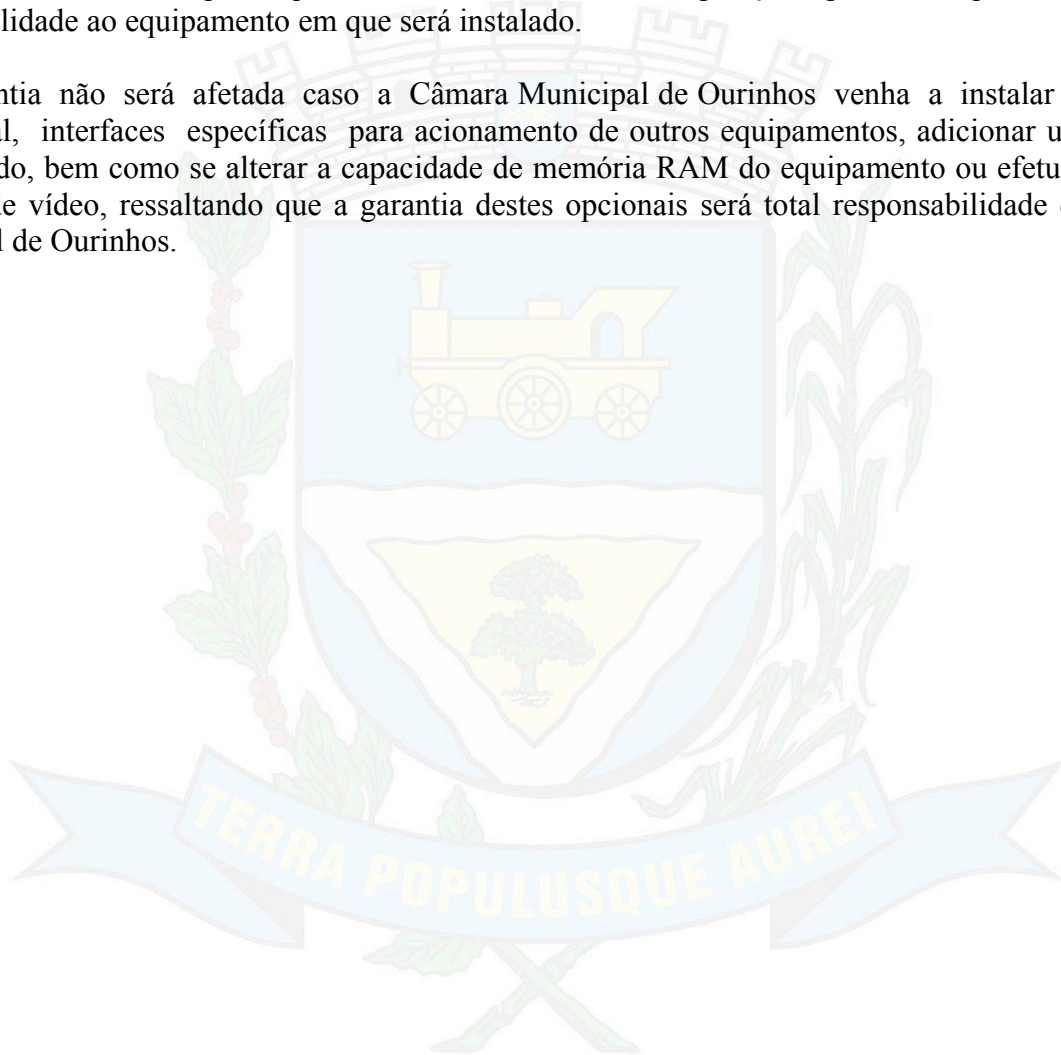 lidade ao equipamento em que será instalado.
ntia não será afetada caso a Câmara Municipal de Ourinhos venha a instalar
l, interfaces específicas para acionamento de outros equipamentos, adicionar u
do, bem como se alterar a capacidade de memória RAM do equipamento ou efetu
e vídeo, ressaltando que a garantia destes opcionais será total responsabilidade
l de Ourinhos.
TERRA POPULUSQUE AUREI